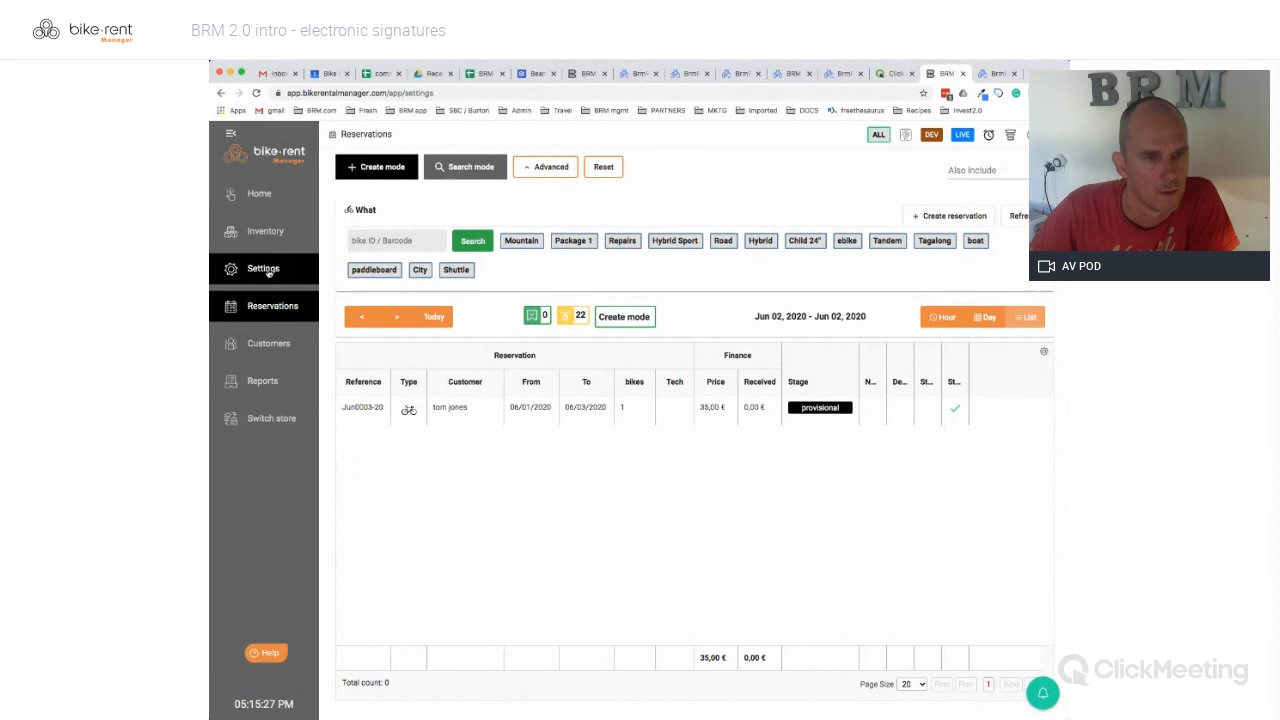 bike·rent
Manager
BRM 2.0 intro - electronic signatures
app.bikerentalmanager.com/app/settings
Apps gmail BRM.com Fresh BRM app SBC / Burton Admin Travel BRM mgmt PARTNERS MKTG Imported DOCS freethesaurus Recipes Invest2.0
BRM
bike·rent
Manager
Home
Inventory
Settings
Reservations
Customers
Reports
Switch store
Help
05:15:27 PM
Reservations
ALL DEV LIVE
+ Create mode Search mode Advanced Reset
Also include
What
+ Create reservation Refre
bike ID / Barcode Search Mountain Package 1 Repairs Hybrid Sport Road Hybrid Child 24" ebike Tandem Tagalong boat
paddleboard City Shuttle
< > Today 0 22 Create mode Jun 02, 2020 - Jun 02, 2020 Hour Day List
Reservation Finance
Reference Type Customer From To bikes Tech Price Received Stage N... De... St... St...
Jun0003-20 tom jones 06/01/2020 06/03/2020 1 35,00 € 0,00 € provisional
35,00 € 0,00 €
Total count: 0
Page Size 20 First Prev 1 Next
AV POD
ClickMeeting